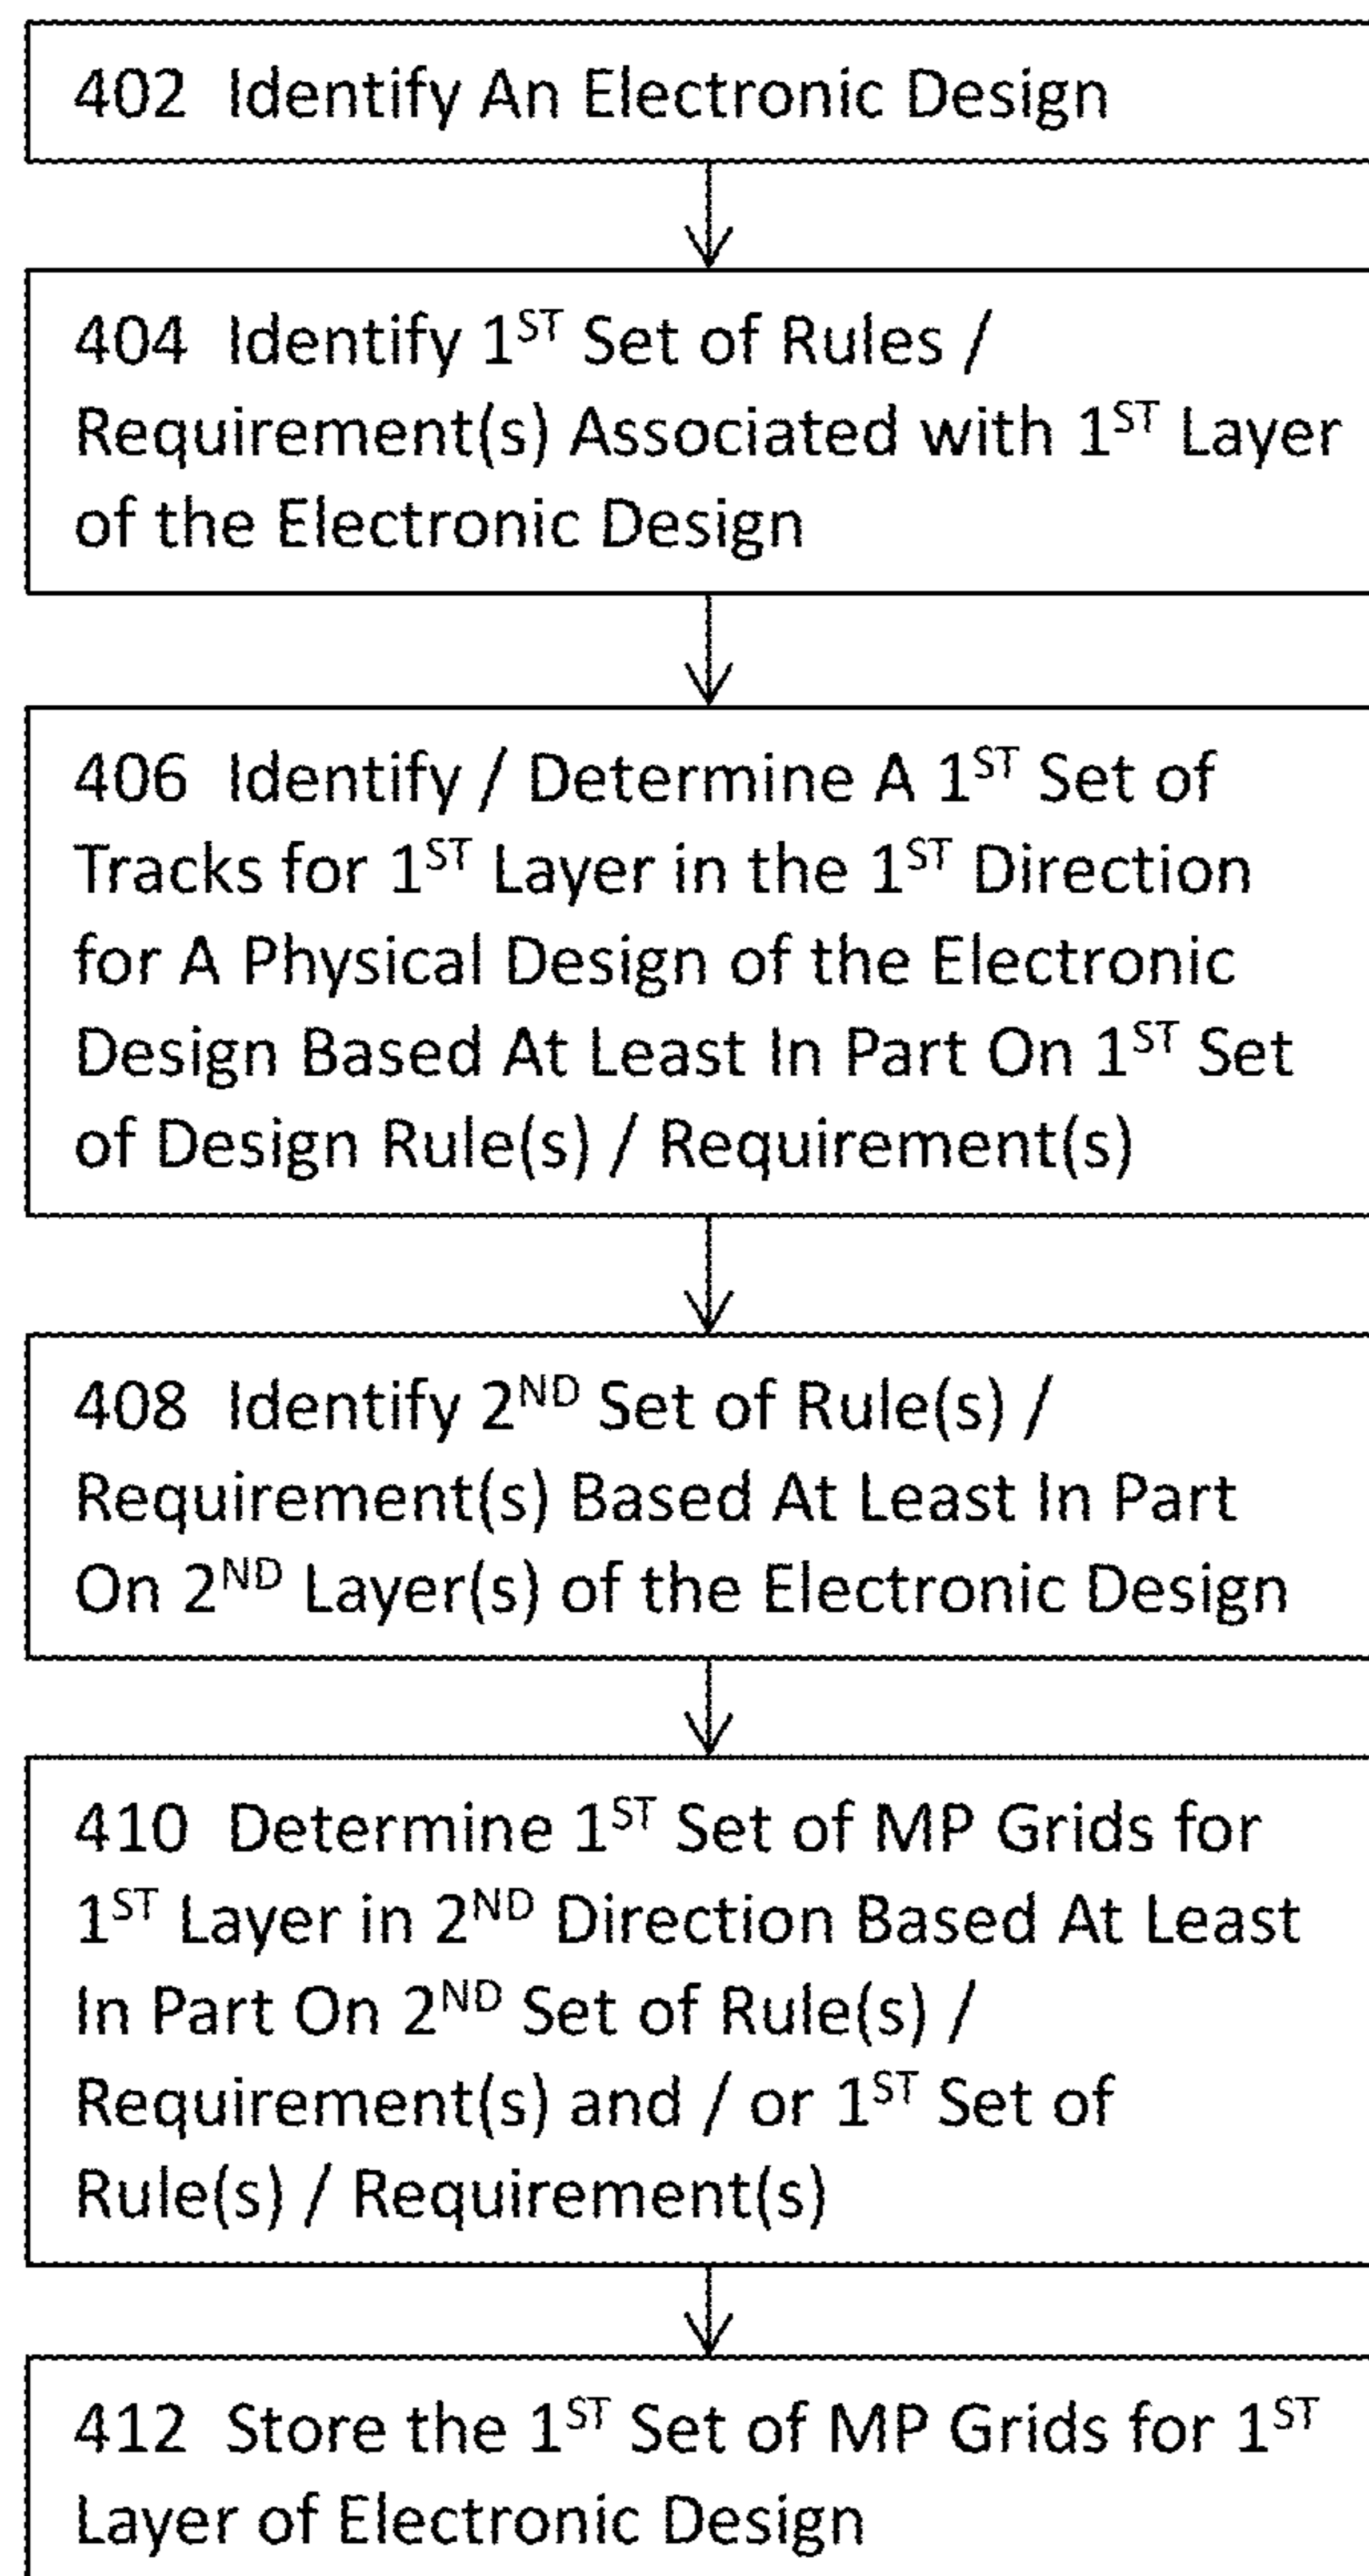 402 Identify An Electronic Design
404 Identify 1ST Set of Rules /
Requirement(s) Associated with 1ST Layer
of the Electronic Design
406 Identify / Determine A 1ST Set of
Tracks for 1ST Layer in the 1ST Direction
for A Physical Design of the Electronic
Design Based At Least In Part On 1ST Set
of Design Rule(s) / Requirement(s)
408 Identify 2ND Set of Rule(s) /
Requirement(s) Based At Least In Part
On 2ND Layer(s) of the Electronic Design
410 Determine 1ST Set of MP Grids for
1ST Layer in 2ND Direction Based At Least
In Part On 2ND Set of Rule(s) /
Requirement(s) and / or 1ST Set of
Rule(s) / Requirement(s)
412 Store the 1ST Set of MP Grids for 1ST
Layer of Electronic Design